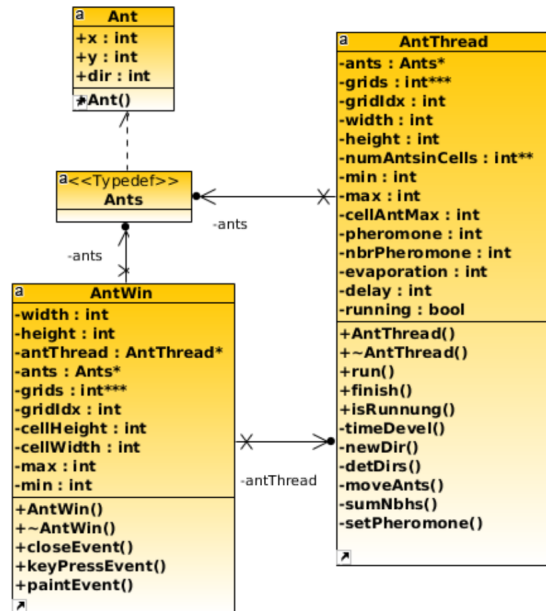 a
Ant
+x : int
+y : int
+dir : int
+Ant()
a
<<Typedef>>
Ants
-ants
-ants
a
AntWin
-width : int
-height : int
-antThread : AntThread*
-ants : Ants*
-grids : int***
-gridIdx : int
-cellHeight : int
-cellWidth : int
-max : int
-min : int
+AntWin()
+~AntWin()
+closeEvent()
+keyPressEvent()
+paintEvent()
-antThread
a
AntThread
-ants : Ants*
-grids : int***
-gridIdx : int
-width : int
-height : int
-numAntsinCells : int**
-min : int
-max : int
-cellAntMax : int
-pheromone : int
-nbrPheromone : int
-evaporation : int
-delay : int
-running : bool
+AntThread()
+~AntThread()
+run()
+finish()
+isRunnung()
-timeDevel()
-newDir()
-detDirs()
-moveAnts()
-sumNbhs()
-setPheromone()